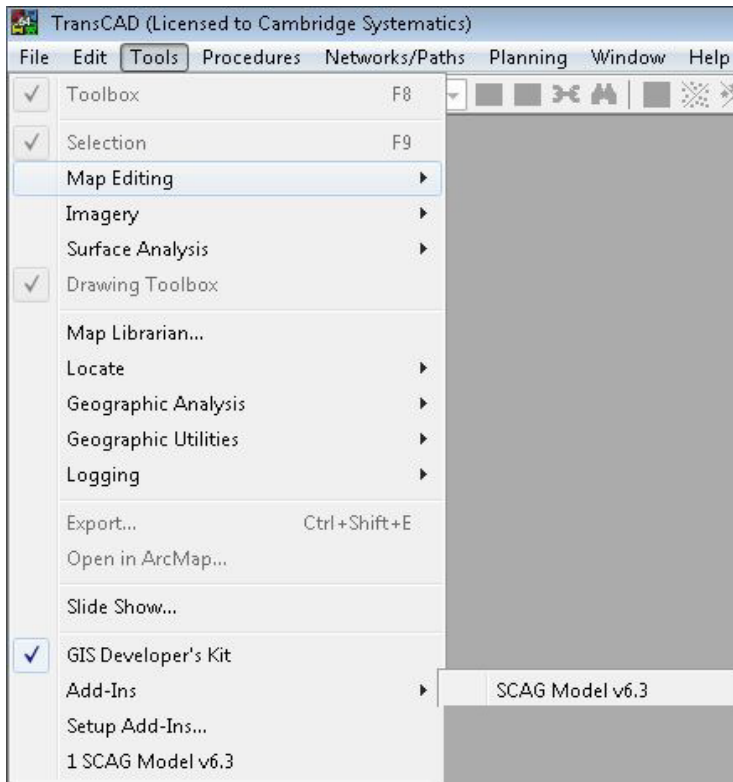 TransCAD (Licensed to Cambridge Systematics)
File Edit Tools Procedures Networks/Paths Planning Window Help
Toolbox F8
Selection F9
Map Editing
Imagery
Surface Analysis
Drawing Toolbox
Map Librarian...
Locate
Geographic Analysis
Geographic Utilities
Logging
Export... Ctrl+Shift+E
Open in ArcMap...
Slide Show...
GIS Developer's Kit
Add-Ins SCAG Model v6.3
Setup Add-Ins...
1 SCAG Model v6.3